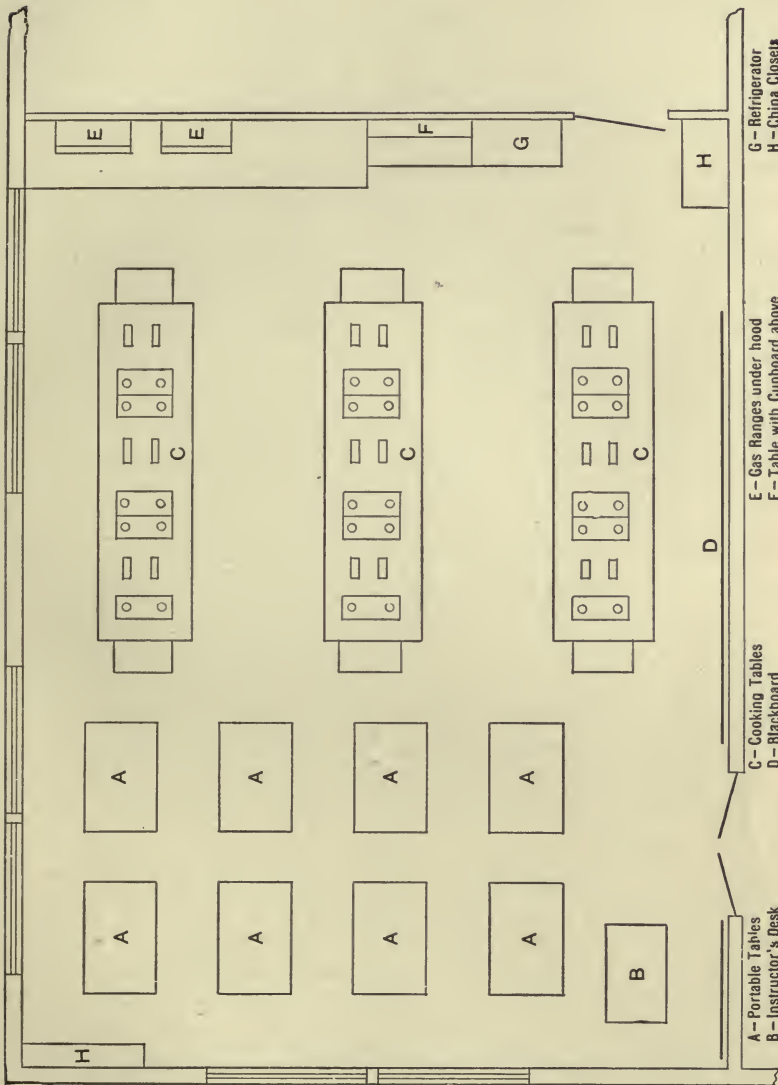 E
E
F
G
H
C
C
C
D
A
A
A
A
A
A
A
A
B
H
A – Portable Tables
B – Instructor's Desk
C – Cooking Tables
D – Blackboard
E – Gas Ranges under hood
F – Table with Cupboard above
G – Refrigerator
H – China Closets